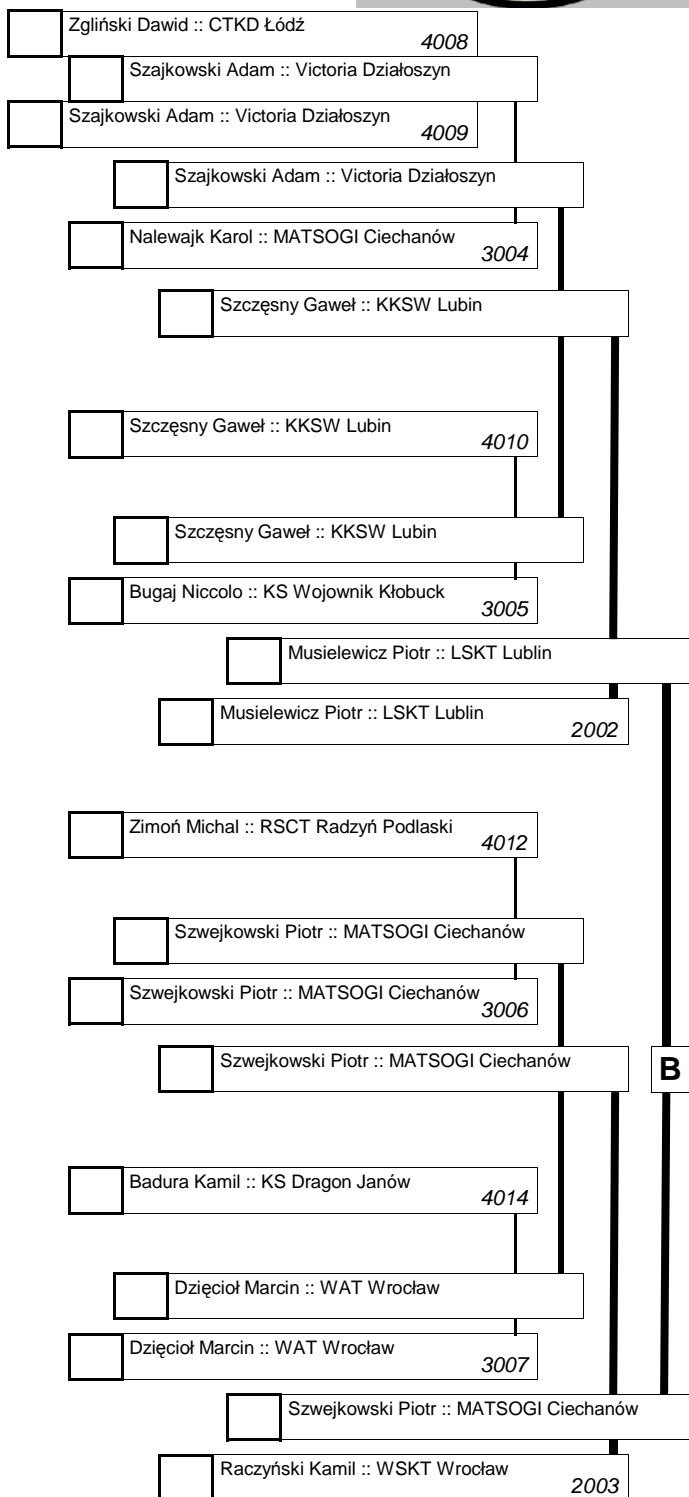 Zgliński Dawid :: CTKD Łódź
4008
Szajkowski Adam :: Victoria Działoszyn
Szajkowski Adam :: Victoria Działoszyn
4009
Szajkowski Adam :: Victoria Działoszyn
Nalewajk Karol :: MATSOGI Ciechanów
3004
Szczęsny Gaweł :: KKSW Lubin
Szczęsny Gaweł :: KKSW Lubin
4010
Szczęsny Gaweł :: KKSW Lubin
Bugaj Niccolo :: KS Wojownik Kłobuck
3005
Musielewicz Piotr :: LSKT Lublin
Musielewicz Piotr :: LSKT Lublin
2002
Zimoń Michal :: RSCT Radzyń Podlaski
4012
Szwejkowski Piotr :: MATSOGI Ciechanów
Szwejkowski Piotr :: MATSOGI Ciechanów
3006
Szwejkowski Piotr :: MATSOGI Ciechanów
B
Badura Kamil :: KS Dragon Janów
4014
Dzięcioł Marcin :: WAT Wrocław
Dzięcioł Marcin :: WAT Wrocław
3007
Szwejkowski Piotr :: MATSOGI Ciechanów
Raczyński Kamil :: WSKT Wrocław
2003